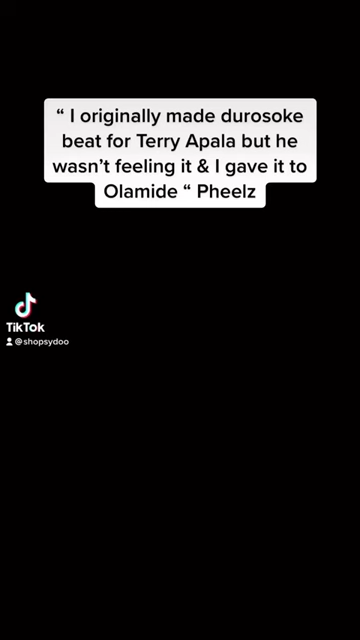 “ I originally made durosoke
beat for Terry Apala but he
wasn’t feeling it & I gave it to
Olamide “ Pheelz
TikTok
@shopsydoo